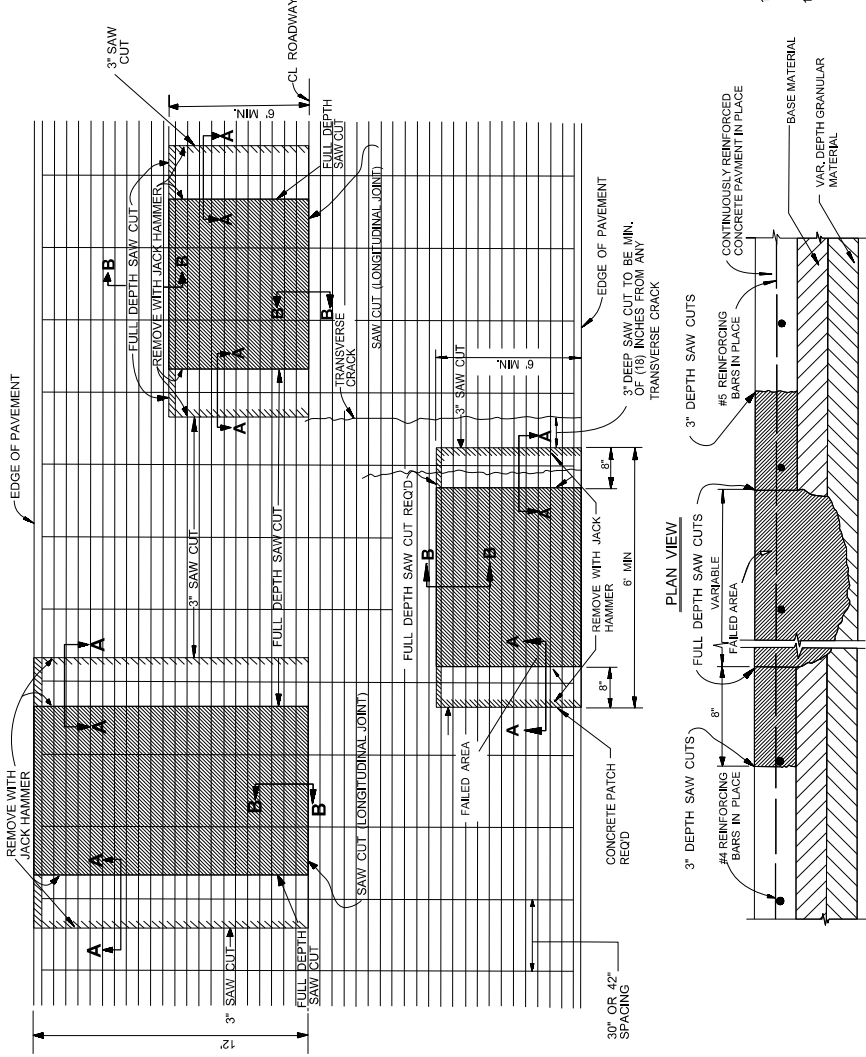 EDGE OF PAVEMENT
3" SAW
CUT
CL ROADWAY
6' MIN.
FULL DEPTH
SAW CUT
B
A
A
FULL DEPTH SAW CUT
REMOVE WITH JACK HAMMER
B
A
A
B
B
SAW CUT (LONGITUDINAL JOINT)
TRANSVERSE
CRACK
3" SAW CUT
FULL DEPTH SAW CUT
REMOVE WITH
JACK HAMMER
A
A
A
A
B
B
12'
3" SAW CUT
FULL DEPTH
SAW CUT
SAW CUT (LONGITUDINAL JOINT)
EDGE OF PAVEMENT
6' MIN.
3" DEEP SAW CUT TO BE MIN.
OF (18) INCHES FROM ANY
TRANSVERSE CRACK
3" SAW CUT
FULL DEPTH SAW CUT REQ'D
B
B
A
A
A
A
8"
8"
6' MIN
REMOVE WITH JACK
HAMMER
FAILED AREA
CONCRETE PATCH
REQ'D
30" OR 42"
SPACING
PLAN VIEW
3" DEPTH SAW CUTS
#4 REINFORCING
BARS IN PLACE
8"
FULL DEPTH SAW CUTS
VARIABLE
FAILED AREA
3" DEPTH SAW CUTS
#5 REINFORCING
BARS IN PLACE
CONTINUOUSLY REINFORCED
CONCRETE PAVMENT IN PLACE
BASE MATERIAL
VAR. DEPTH GRANULAR
MATERIAL